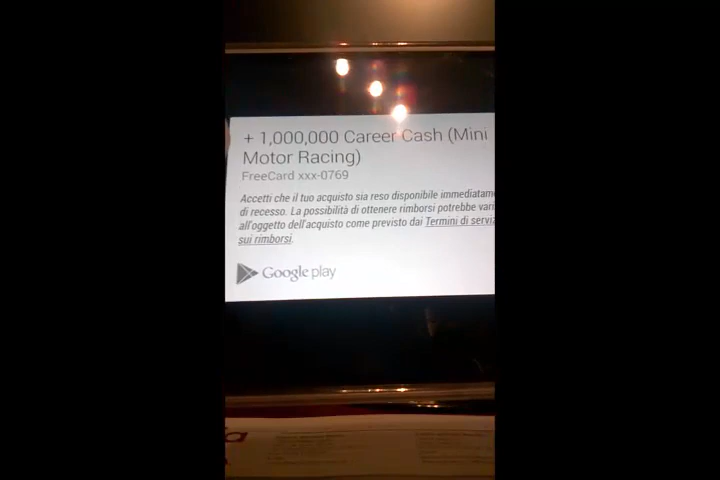 + 1,000,000 Career Cash (Mini
Motor Racing)
FreeCard xxx-0769
Accetti che il tuo acquisto sia reso disponibile immediatam
di recesso. La possibilità di ottenere rimborsi potrebbe vari
all'oggetto dell'acquisto come previsto dai Termini di serviz
sui rimborsi.
Google play